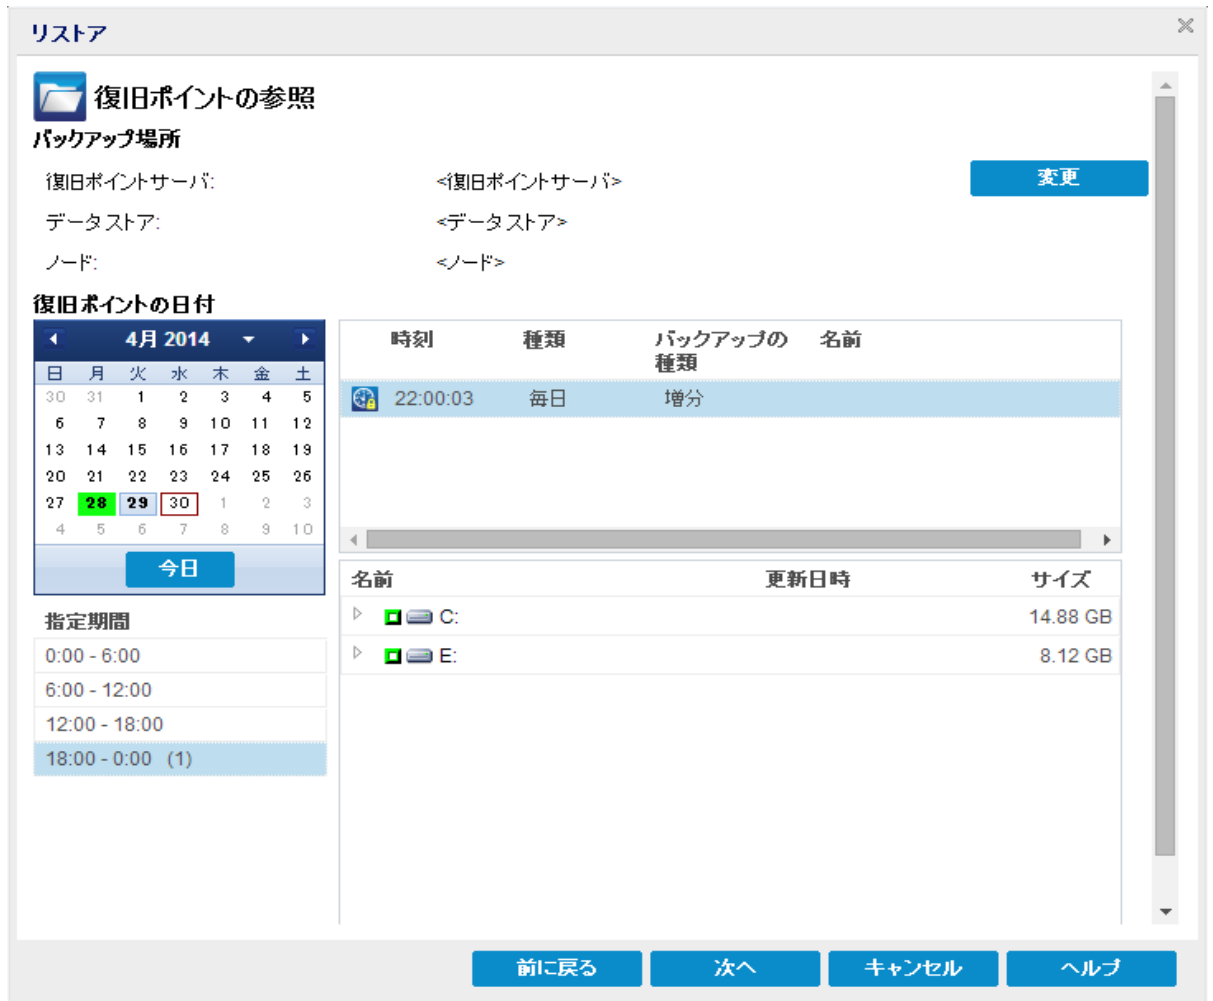 リストア
復旧ポイントの参照
バックアップ場所
復旧ポイントサーバ: <復旧ポイントサーバ> 変更
データストア: <データストア>
ノード: <ノード>
復旧ポイントの日付
4月 2014
日 月 火 水 木 金 土
30 31 1 2 3 4 5
6 7 8 9 10 11 12
13 14 15 16 17 18 19
20 21 22 23 24 25 26
27 28 29 30 1 2 3
4 5 6 7 8 9 10
今日
指定期間
0:00 - 6:00
6:00 - 12:00
12:00 - 18:00
18:00 - 0:00 (1)
時刻 種類 バックアップの 名前
種類
22:00:03 毎日 増分
名前 更新日時 サイズ
C: 14.88 GB
E: 8.12 GB
前に戻る 次へ キャンセル ヘルプ